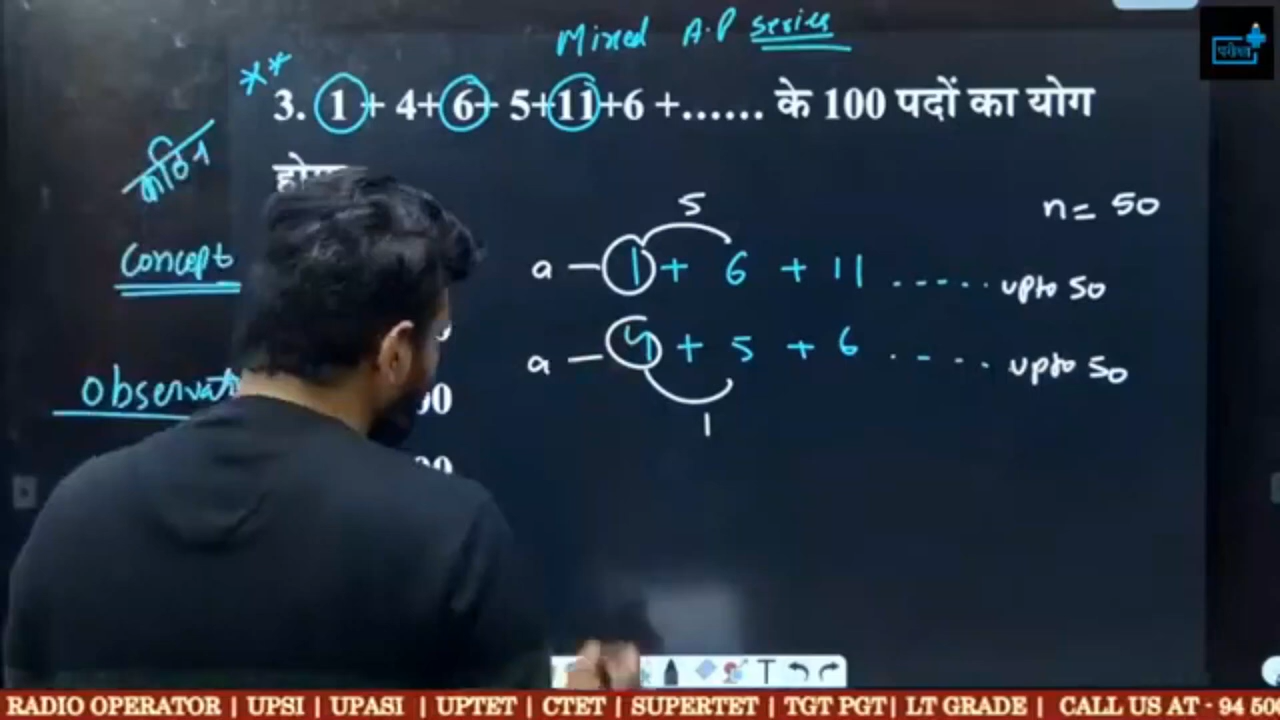 Mixed A.P series
परीक्षा
**
3. 1 + 4+ 6+ 5+11+6 +...... के 100 पदों का योग
कठिन
5
n = 50
Concept
a — 1 + 6 + 11 ...... upto 50
a — 4 + 5 + 6 ..... upto 50
1
RADIO OPERATOR | UPSI | UPASI | UPTET | CTET | SUPERTET | TGT PGT| LT GRADE | CALL US AT - 94